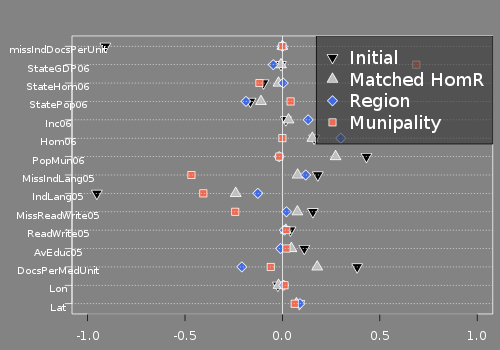 missIndDocsPerUnit
StateGDP06
StateHom06
StatePop06
Inc06
Hom06
PopMun06
MissIndLang05
IndLang05
MissReadWrite05
ReadWrite05
AvEduc05
DocsPerMedUnit
Lon
Lat
Initial
Matched HomR
Region
Munipality
-1.0 -0.5 0.0 0.5 1.0